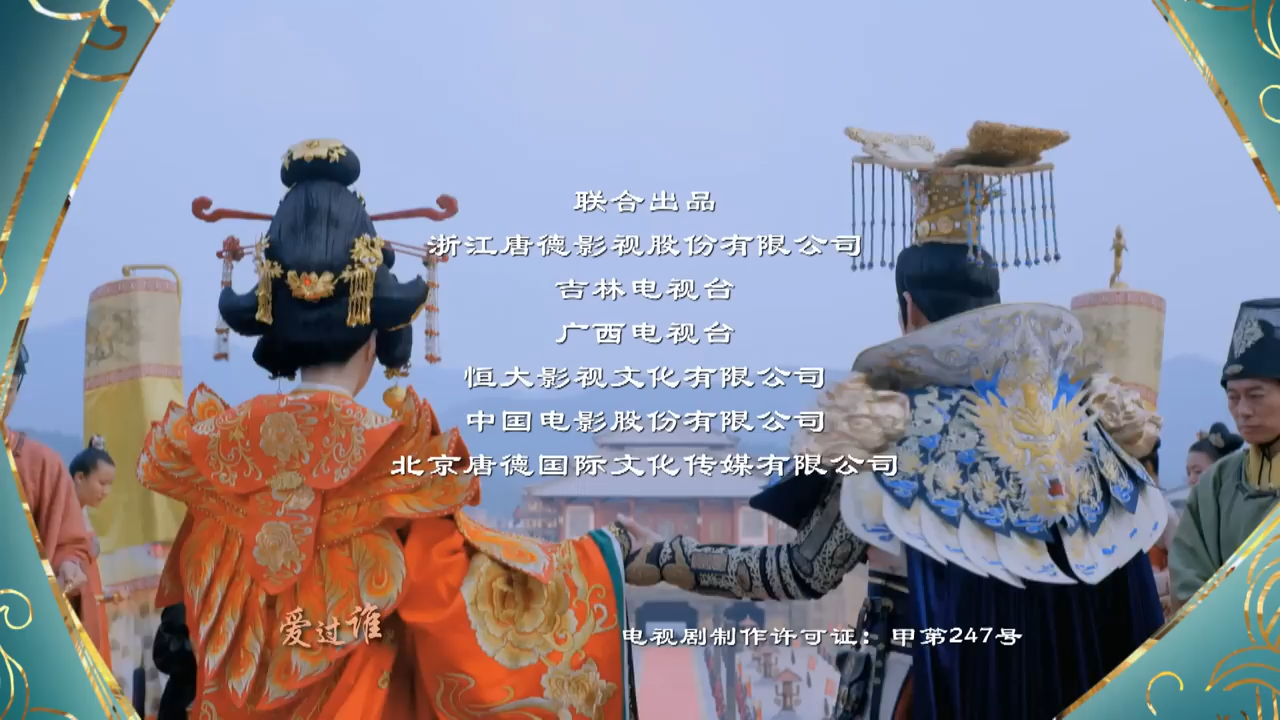 联合出品
浙江唐德影视股份有限公司
吉林电视台
广西电视台
恒大影视文化有限公司
中国电影股份有限公司
北京唐德国际文化传媒有限公司
爱过谁
电视剧制作许可证：甲第247号